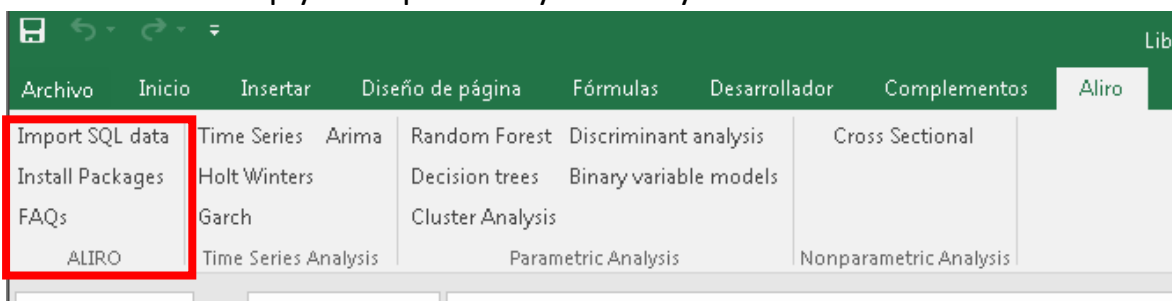 Lib
Archivo Inicio Insertar Diseño de página Fórmulas Desarrollador Complementos Aliro
Import SQL data Time Series Arima Random Forest Discriminant analysis Cross Sectional
Install Packages Holt Winters Decision trees Binary variable models
FAQs Garch Cluster Analysis
ALIRO Time Series Analysis Parametric Analysis Nonparametric Analysis